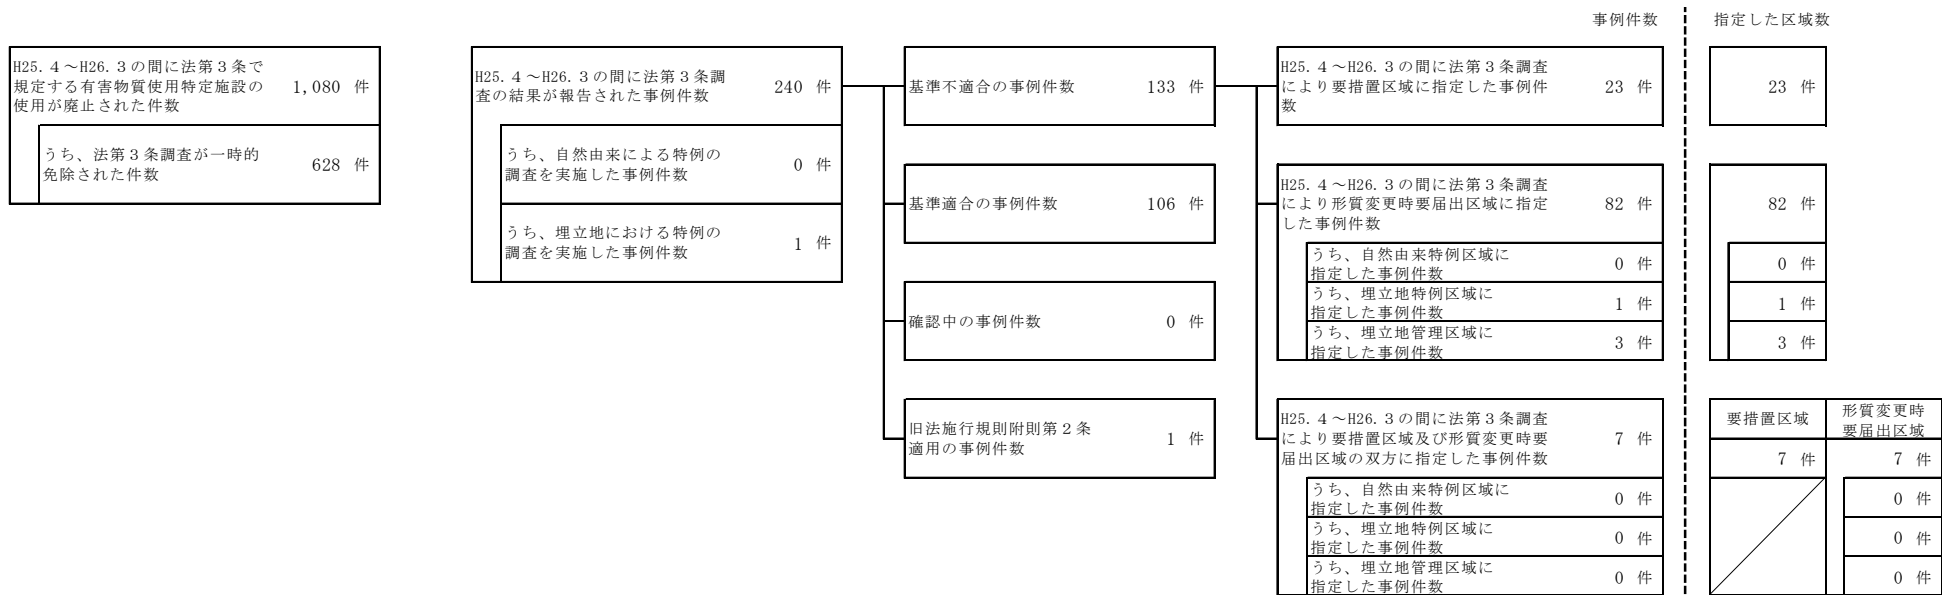 事例件数
指定した区域数
H25.4～H26.3の間に法第3条で
規定する有害物質使用特定施設の
使用が廃止された件数
1,080 件
うち、法第3条調査が一時的
免除された件数
628 件
H25.4～H26.3の間に法第3条調
査の結果が報告された事例件数
240 件
うち、自然由来による特例の
調査を実施した事例件数
0 件
うち、埋立地における特例の
調査を実施した事例件数
1 件
基準不適合の事例件数
133 件
基準適合の事例件数
106 件
確認中の事例件数
0 件
旧法施行規則附則第2条
適用の事例件数
1 件
H25.4～H26.3の間に法第3条調査
により要措置区域に指定した事例件
数
23 件
23 件
H25.4～H26.3の間に法第3条調査
により形質変更時要届出区域に指定
した事例件数
82 件
82 件
うち、自然由来特例区域に
指定した事例件数
0 件
0 件
うち、埋立地特例区域に
指定した事例件数
1 件
1 件
うち、埋立地管理区域に
指定した事例件数
3 件
3 件
H25.4～H26.3の間に法第3条調査
により要措置区域及び形質変更時要
届出区域の双方に指定した事例件数
7 件
要措置区域
形質変更時
要届出区域
7 件
7 件
うち、自然由来特例区域に
指定した事例件数
0 件
0 件
うち、埋立地特例区域に
指定した事例件数
0 件
0 件
うち、埋立地管理区域に
指定した事例件数
0 件
0 件